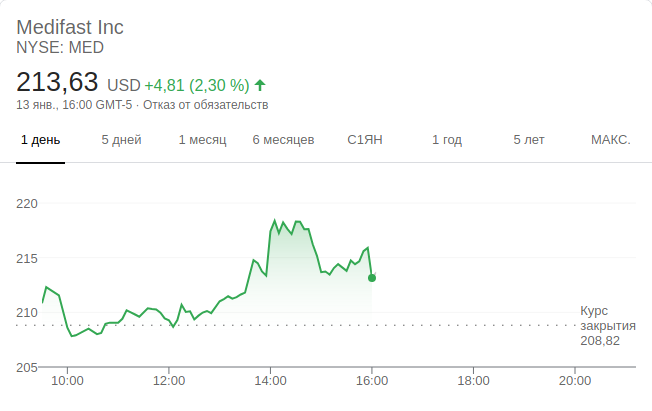 Medifast Inc
NYSE: MED
213,63 USD +4,81 (2,30 %)
13 янв., 16:00 GMT-5 · Отказ от обязательств
1 день 5 дней 1 месяц 6 месяцев С1ЯН 1 год 5 лет МАКС.
220
215
210
205
Курс
закрытия
208,82
10:00 12:00 14:00 16:00 18:00 20:00